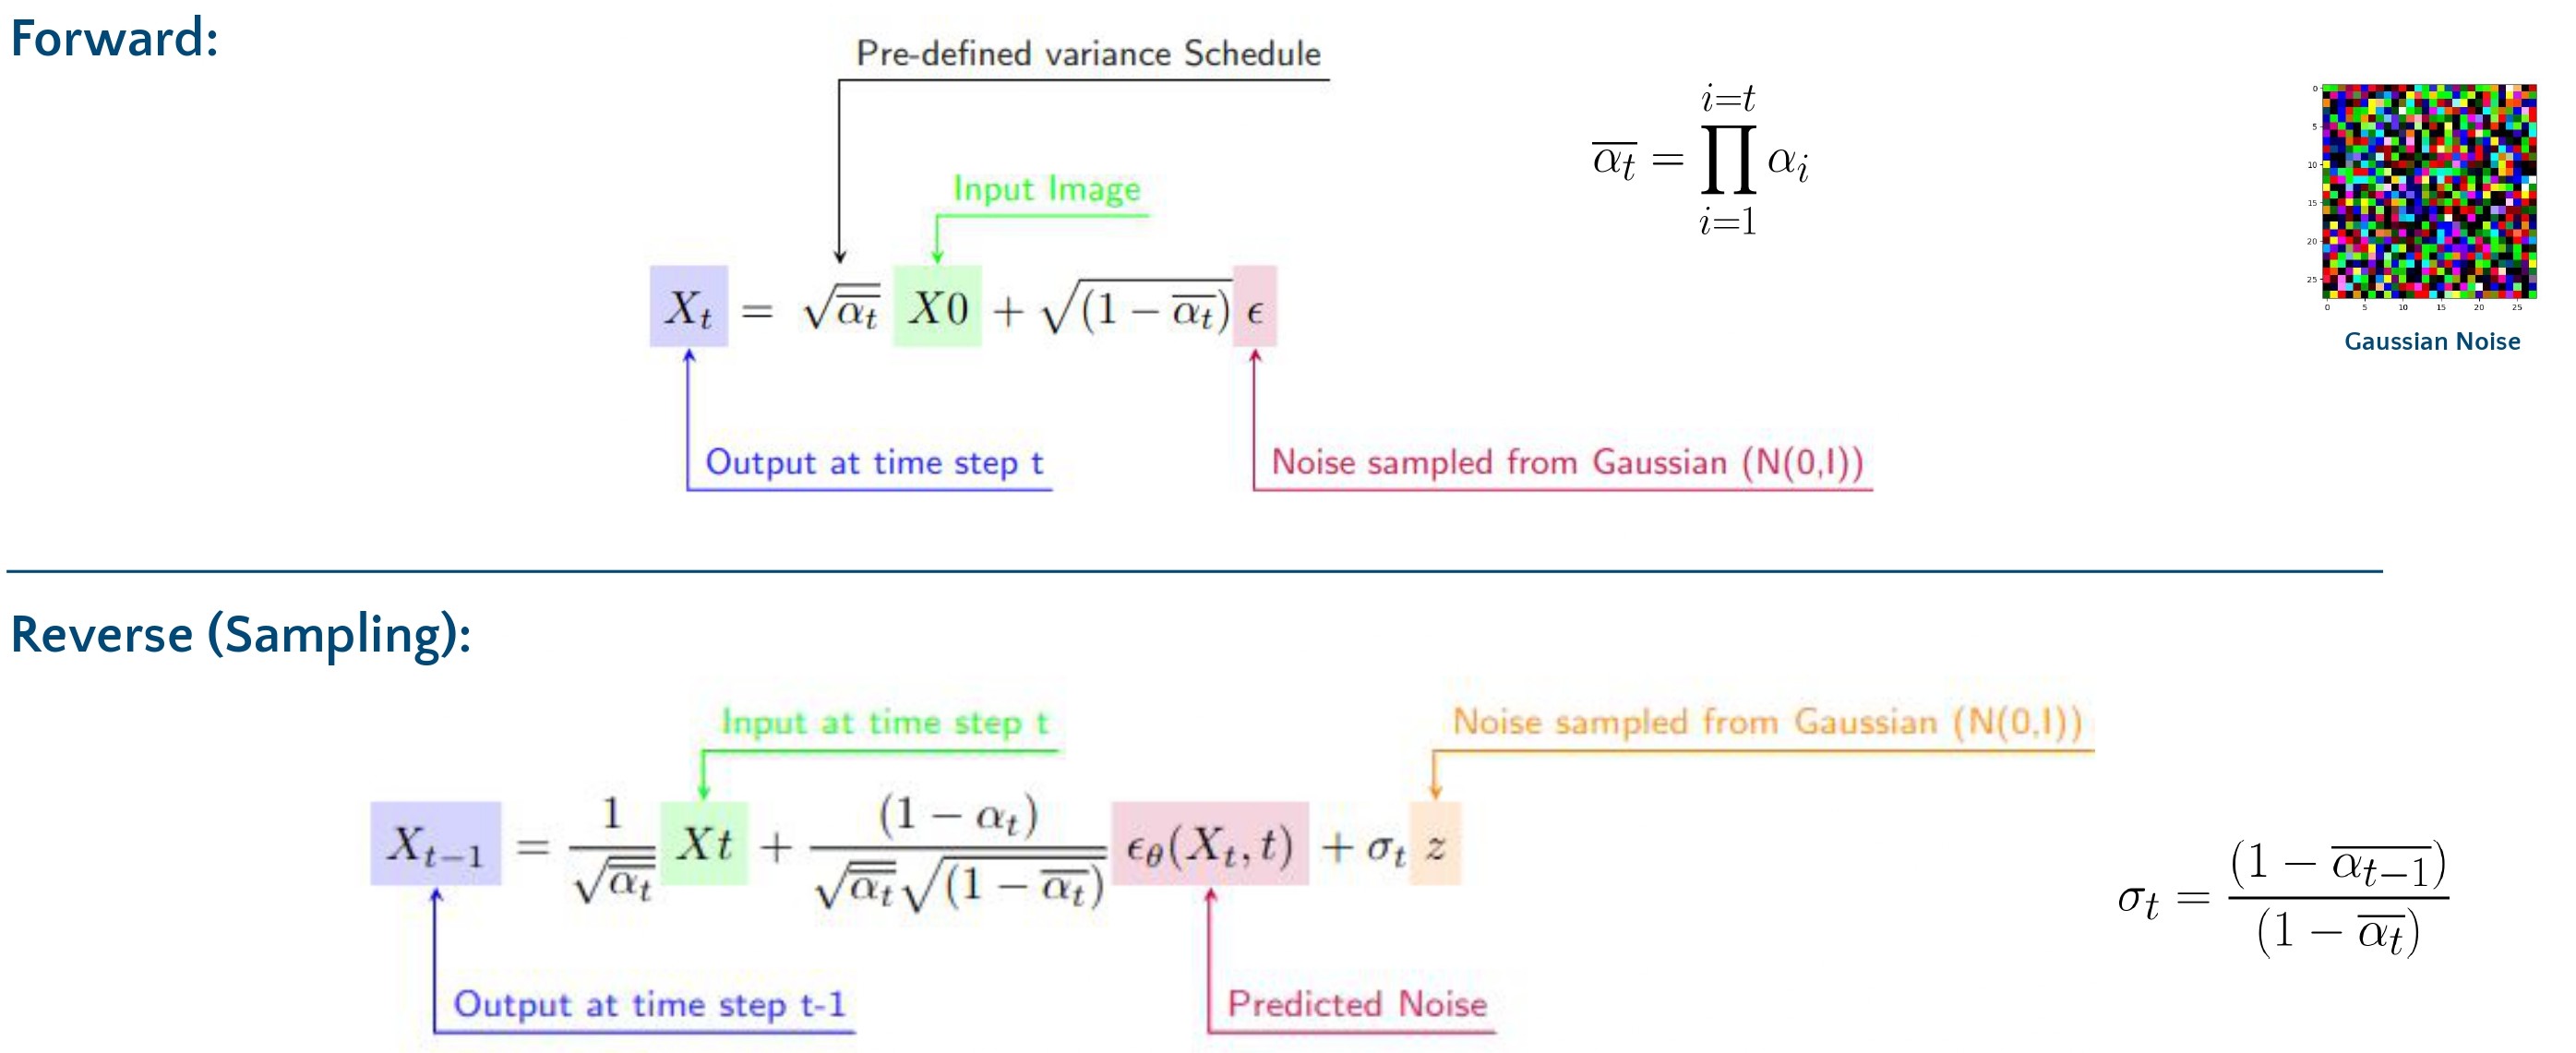 Forward:
Pre-defined variance Schedule
Input Image
$\overline{\alpha_t} = \prod_{i=1}^{i=t} \alpha_i$
$X_t = \sqrt{\overline{\overline{\alpha_t}}} \, X0 + \sqrt{(1 - \overline{\alpha_t})} \, \epsilon$
Output at time step t
Noise sampled from Gaussian (N(0,I))
0
5
10
15
20
25
0 5 10 15 20 25
Gaussian Noise
Reverse (Sampling):
Input at time step t
Noise sampled from Gaussian (N(0,I))
$X_{t-1} = \frac{1}{\sqrt{\overline{\overline{\alpha_t}}}} \, Xt + \frac{(1 - \alpha_t)}{\sqrt{\overline{\overline{\alpha_t}}} \sqrt{(1 - \overline{\alpha_t})}} \, \epsilon_\theta(X_t, t) + \sigma_t \, z$
$\sigma_t = \frac{(1 - \overline{\alpha_{t-1}})}{(1 - \overline{\alpha_t})}$
Output at time step t-1
Predicted Noise